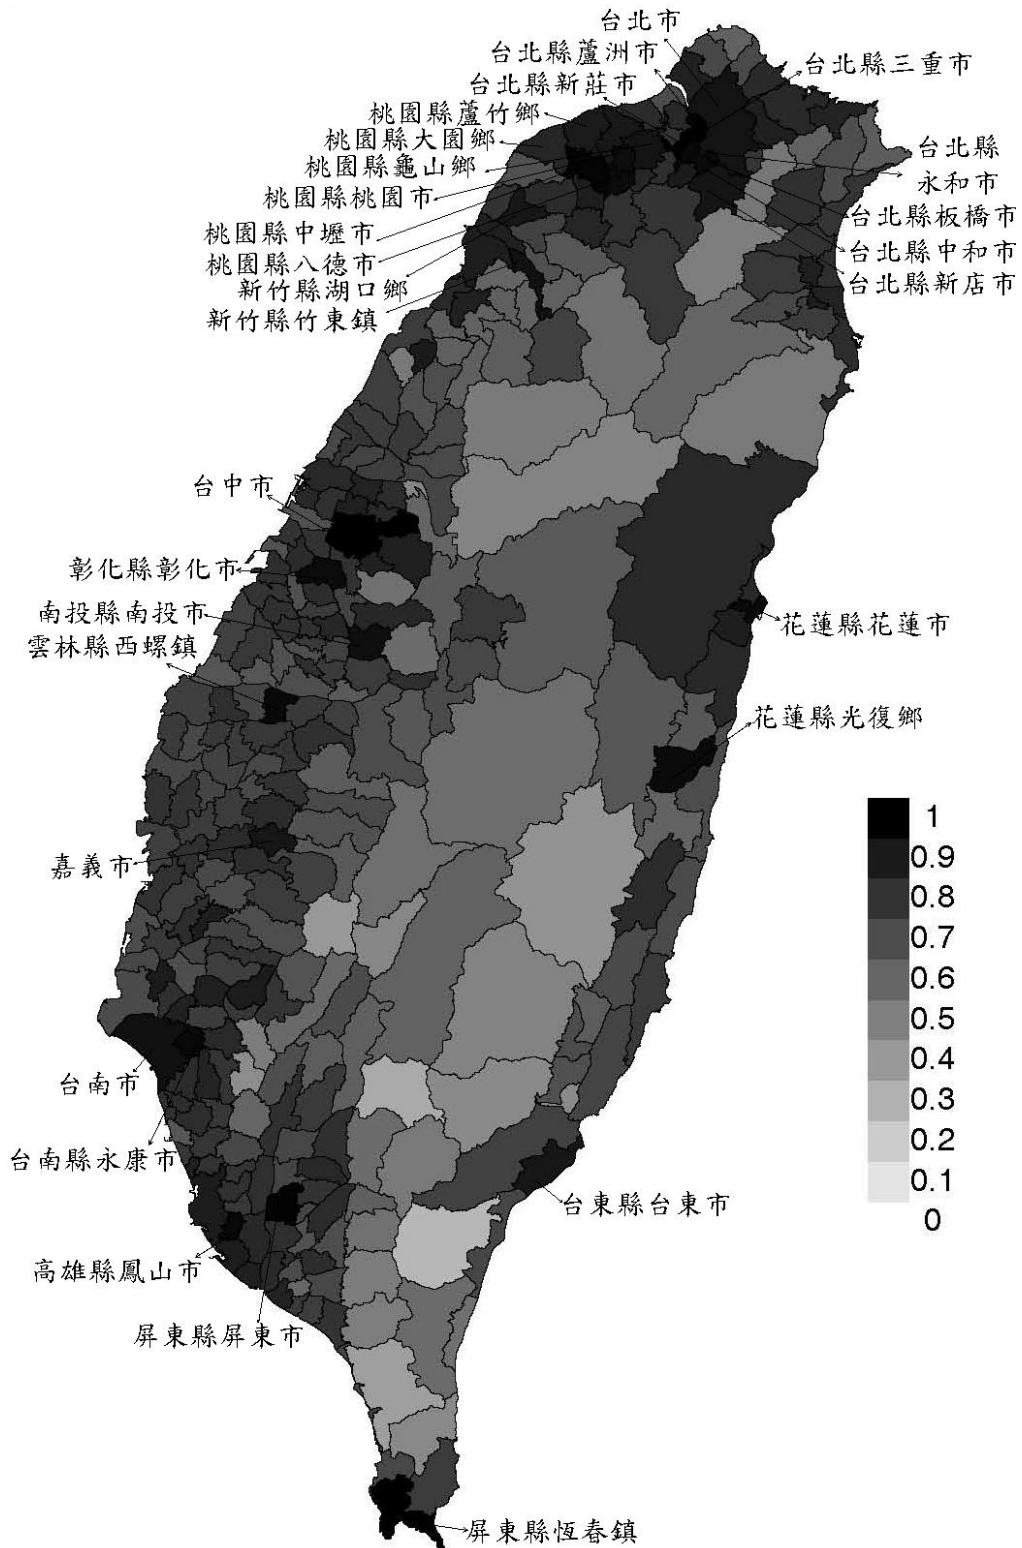 台北市
台北縣蘆洲市
台北縣三重市
台北縣新莊市
桃園縣蘆竹鄉
桃園縣大園鄉
桃園縣龜山鄉
桃園縣桃園市
桃園縣中壢市
桃園縣八德市
新竹縣湖口鄉
新竹縣竹東鎮
台北縣
永和市
台北縣板橋市
台北縣中和市
台北縣新店市
台中市
彰化縣彰化市
南投縣南投市
雲林縣西螺鎮
花蓮縣花蓮市
花蓮縣光復鄉
嘉義市
台南市
台南縣永康市
高雄縣鳳山市
屏東縣屏東市
台東縣台東市
屏東縣恆春鎮
1
0.9
0.8
0.7
0.6
0.5
0.4
0.3
0.2
0.1
0